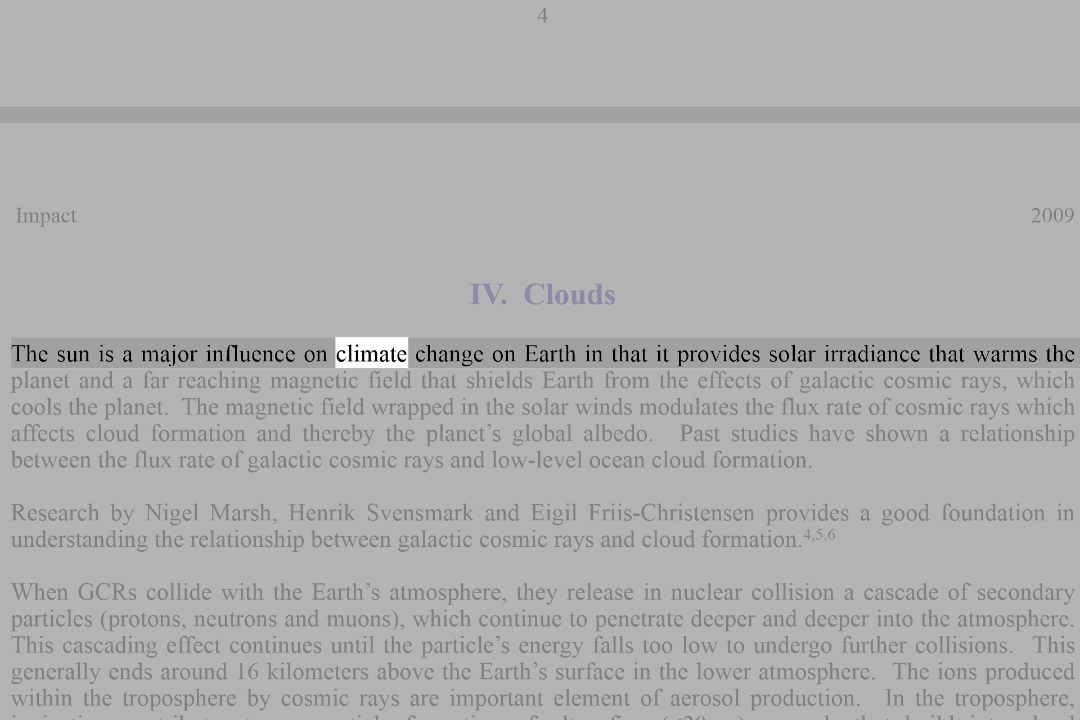 4
Impact 2009
IV. Clouds
The sun is a major influence on climate change on Earth in that it provides solar irradiance that warms the
planet and a far reaching magnetic field that shields Earth from the effects of galactic cosmic rays, which
cools the planet. The magnetic field wrapped in the solar winds modulates the flux rate of cosmic rays which
affects cloud formation and thereby the planet’s global albedo. Past studies have shown a relationship
between the flux rate of galactic cosmic rays and low-level ocean cloud formation.
Research by Nigel Marsh, Henrik Svensmark and Eigil Friis-Christensen provides a good foundation in
understanding the relationship between galactic cosmic rays and cloud formation.4,5,6
When GCRs collide with the Earth’s atmosphere, they release in nuclear collision a cascade of secondary
particles (protons, neutrons and muons), which continue to penetrate deeper and deeper into the atmosphere.
This cascading effect continues until the particle’s energy falls too low to undergo further collisions. This
generally ends around 16 kilometers above the Earth’s surface in the lower atmosphere. The ions produced
within the troposphere by cosmic rays are important element of aerosol production. In the troposphere,